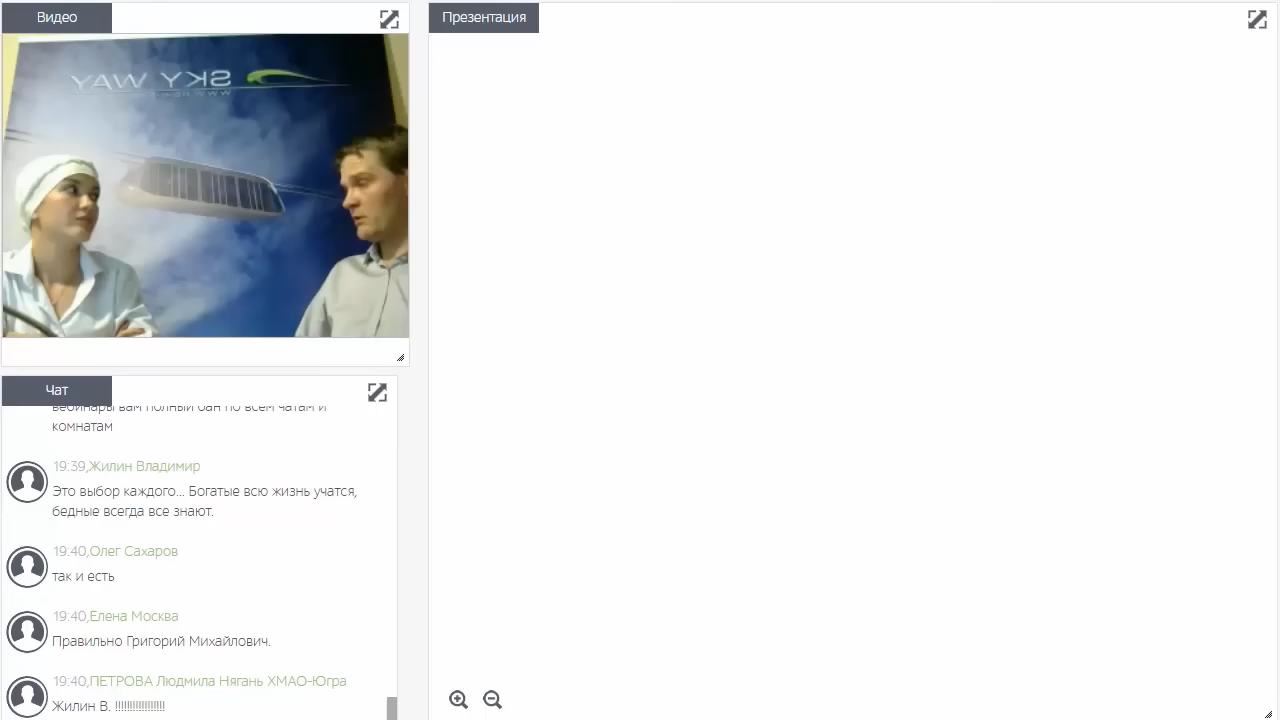 Видео
SKY WAY
Презентация
Чат
вебинары вам полный бан по всем чатам и
комнатам
19:39,Жилин Владимир
Это выбор каждого... Богатые всю жизнь учатся,
бедные всегда все знают.
19:40,Олег Сахаров
так и есть
19:40,Елена Москва
Правильно Григорий Михайлович.
19:40,ПЕТРОВА Людмила Нягань ХМАО-Югра
Жилин В. !!!!!!!!!!!!!!!!!